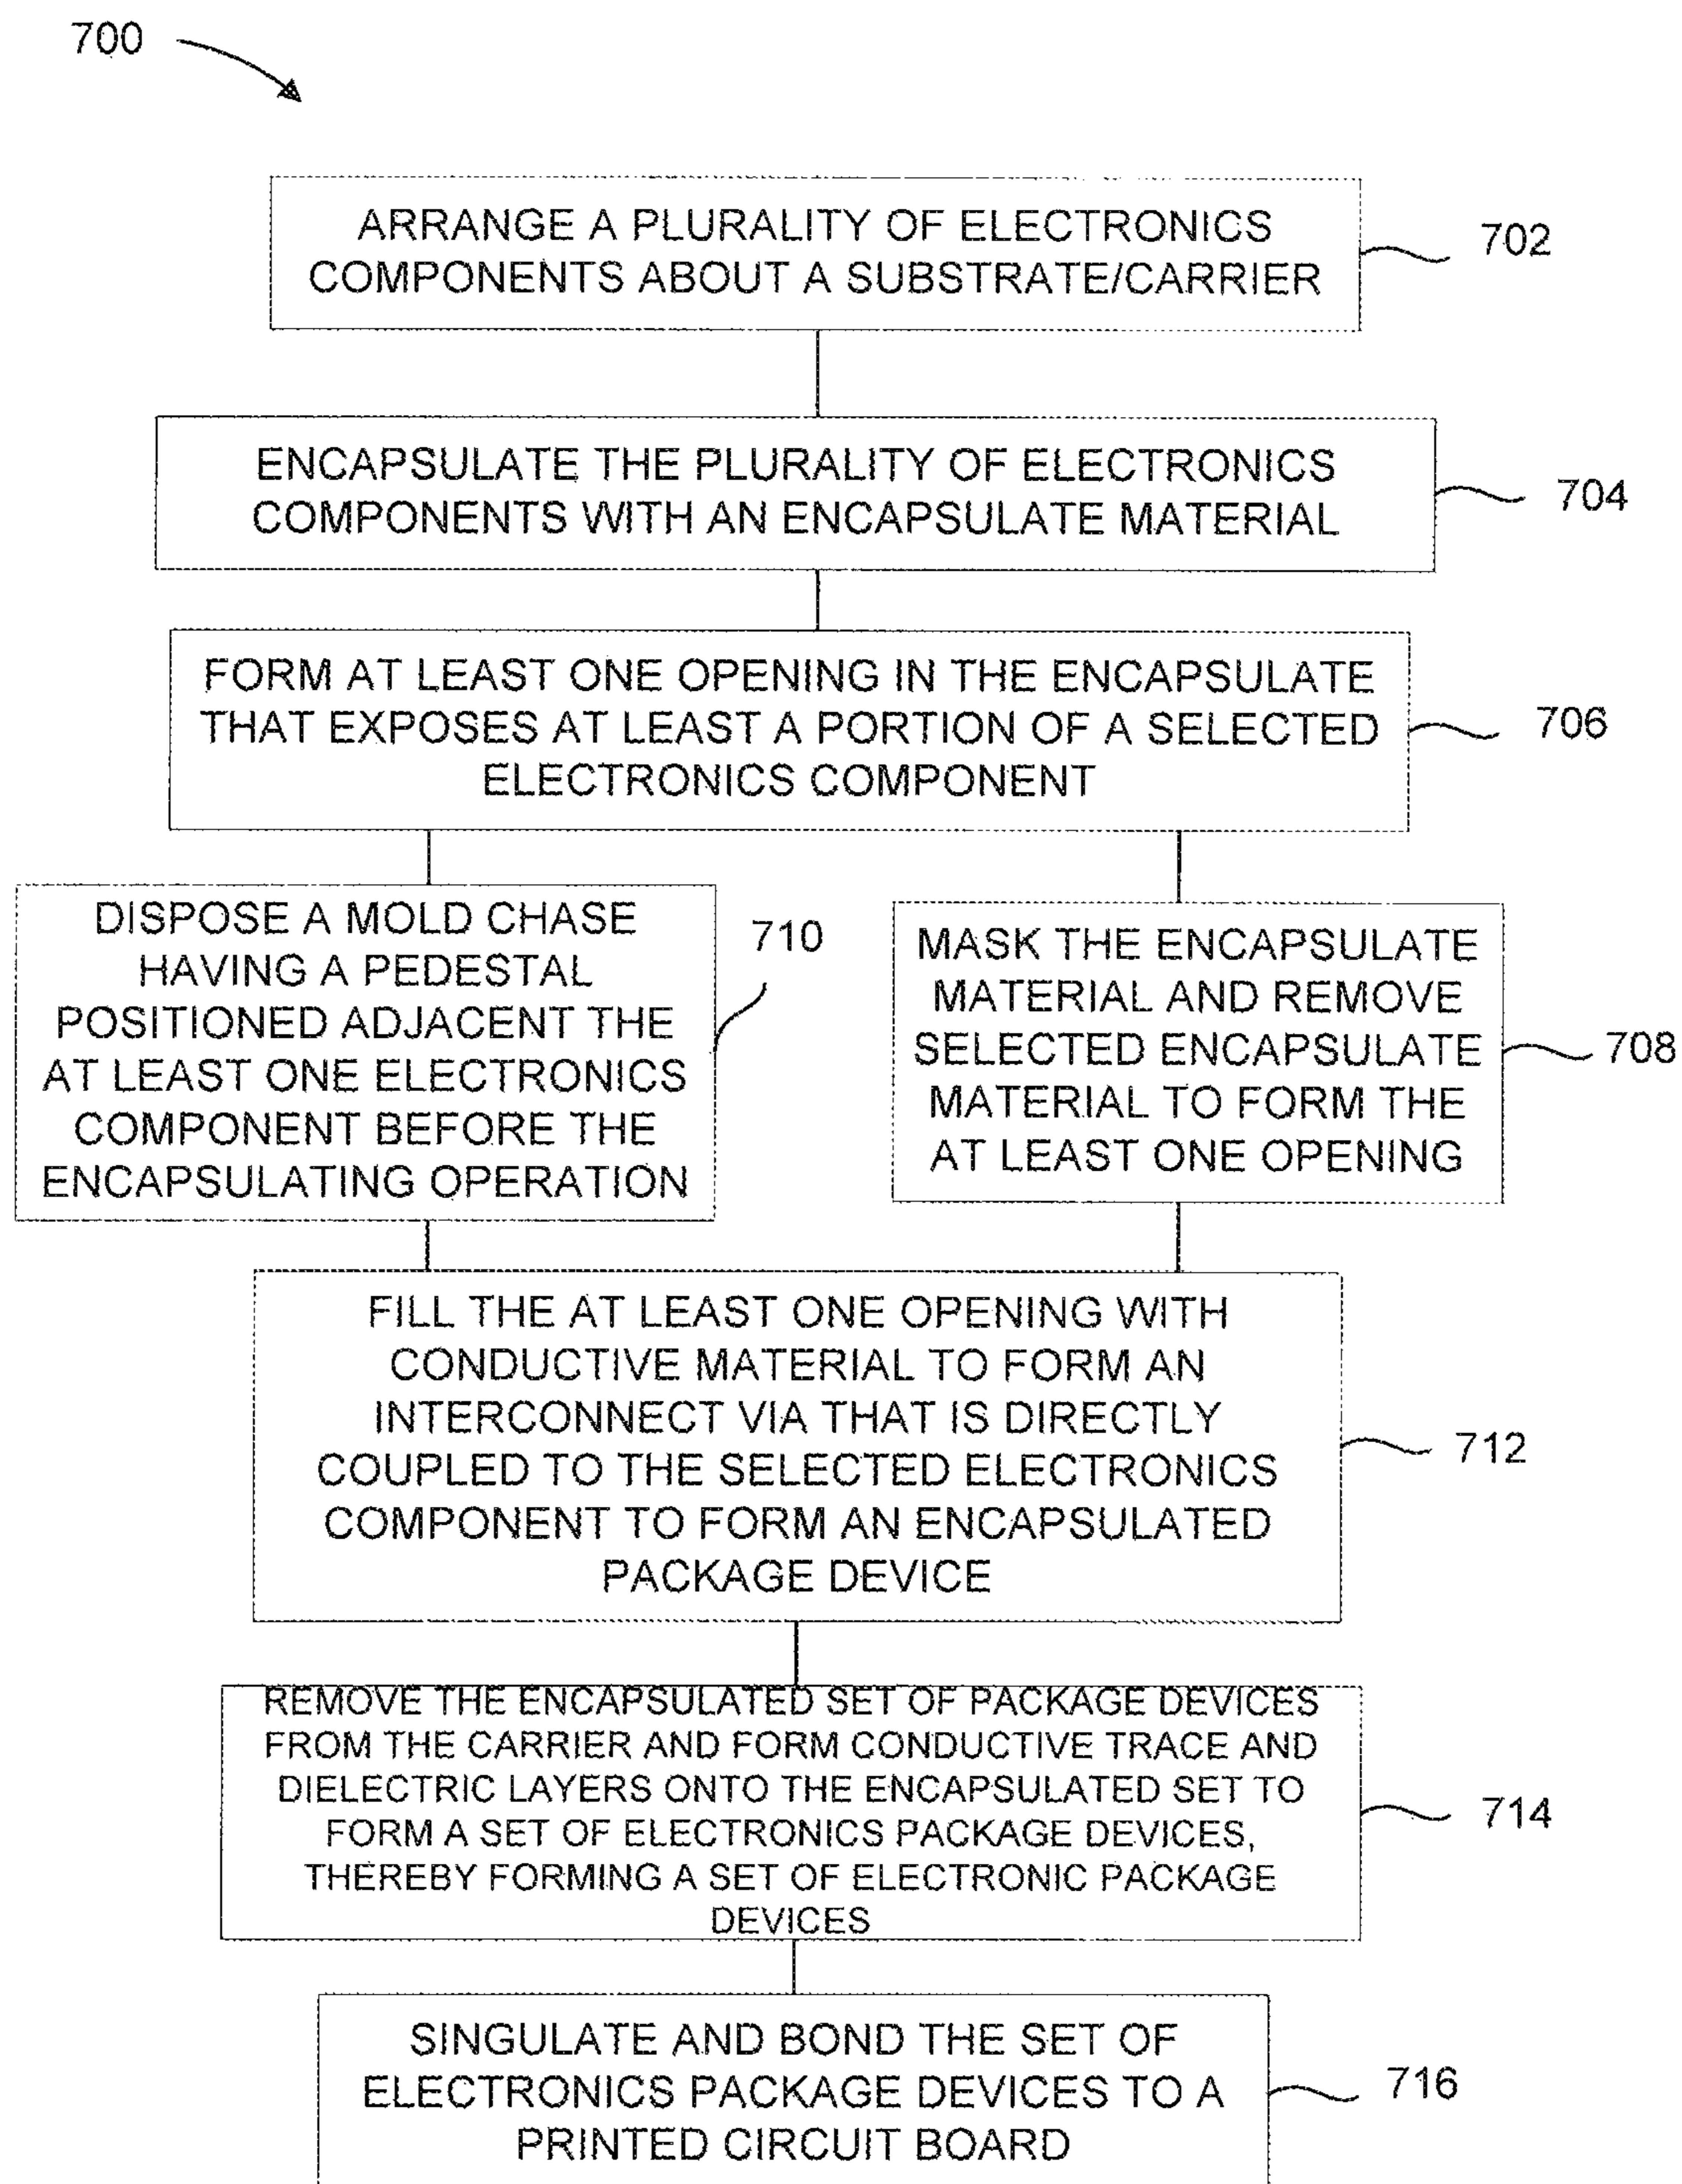 700
ARRANGE A PLURALITY OF ELECTRONICS
COMPONENTS ABOUT A SUBSTRATE/CARRIER
702
ENCAPSULATE THE PLURALITY OF ELECTRONICS
COMPONENTS WITH AN ENCAPSULATE MATERIAL
704
FORM AT LEAST ONE OPENING IN THE ENCAPSULATE
THAT EXPOSES AT LEAST A PORTION OF A SELECTED
ELECTRONICS COMPONENT
706
DISPOSE A MOLD CHASE
HAVING A PEDESTAL
POSITIONED ADJACENT THE
AT LEAST ONE ELECTRONICS
COMPONENT BEFORE THE
ENCAPSULATING OPERATION
710
MASK THE ENCAPSULATE
MATERIAL AND REMOVE
SELECTED ENCAPSULATE
MATERIAL TO FORM THE
AT LEAST ONE OPENING
708
FILL THE AT LEAST ONE OPENING WITH
CONDUCTIVE MATERIAL TO FORM AN
INTERCONNECT VIA THAT IS DIRECTLY
COUPLED TO THE SELECTED ELECTRONICS
COMPONENT TO FORM AN ENCAPSULATED
PACKAGE DEVICE
712
REMOVE THE ENCAPSULATED SET OF PACKAGE DEVICES
FROM THE CARRIER AND FORM CONDUCTIVE TRACE AND
DIELECTRIC LAYERS ONTO THE ENCAPSULATED SET TO
FORM A SET OF ELECTRONICS PACKAGE DEVICES,
THEREBY FORMING A SET OF ELECTRONIC PACKAGE
DEVICES
714
SINGULATE AND BOND THE SET OF
ELECTRONICS PACKAGE DEVICES TO A
PRINTED CIRCUIT BOARD
716